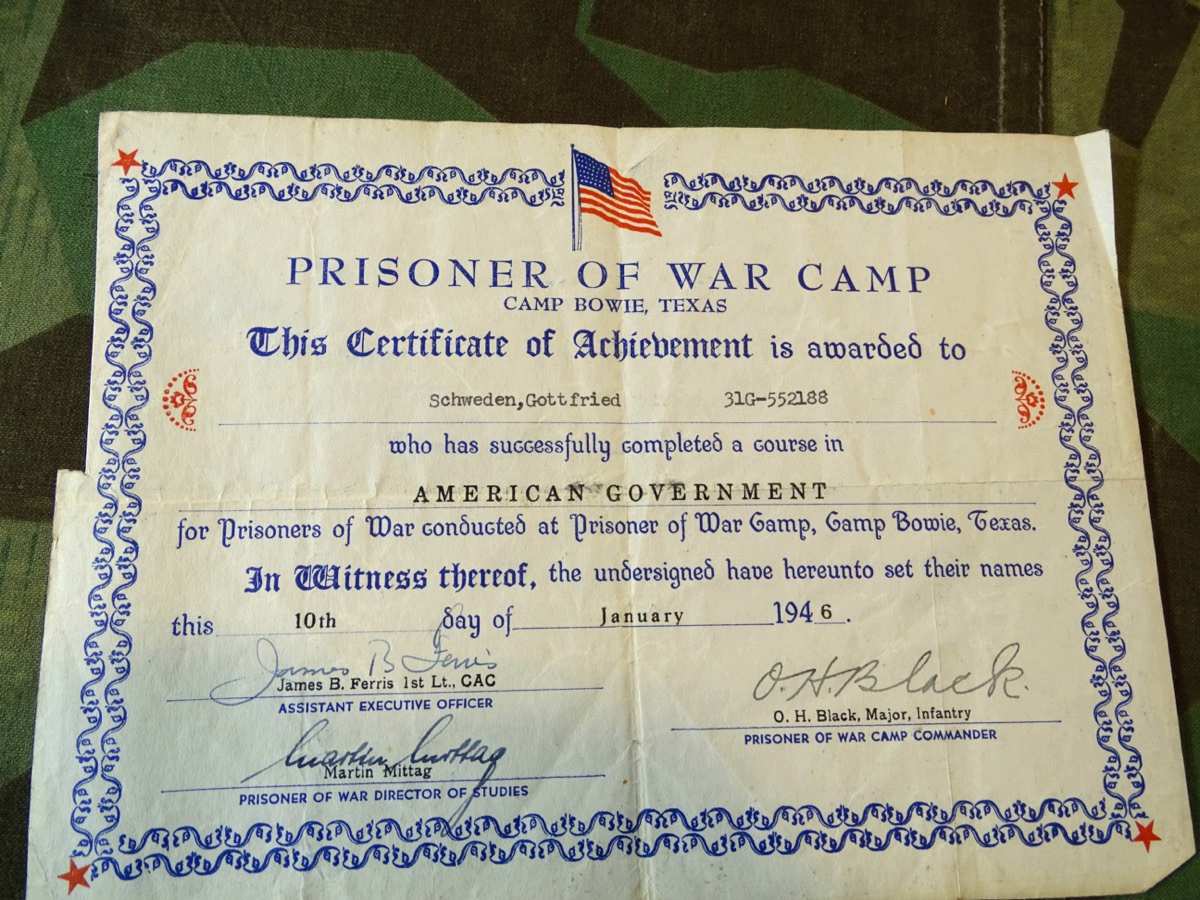 PRISONER OF WAR CAMP
CAMP BOWIE, TEXAS
This Certificate of Achievement is awarded to
Schweden,Gottfried 31G-552188
who has successfully completed a course in
AMERICAN GOVERNMENT
for Prisoners of War conducted at Prisoner of War Camp, Camp Bowie, Texas.
In Witness thereof, the undersigned have hereunto set their names
this 10th day of January 1946.
James B Ferris
James B. Ferris 1st Lt., CAC
ASSISTANT EXECUTIVE OFFICER
O.H.Black.
O. H. Black, Major, Infantry
PRISONER OF WAR CAMP COMMANDER
Martin Mittag
Martin Mittag
PRISONER OF WAR DIRECTOR OF STUDIES